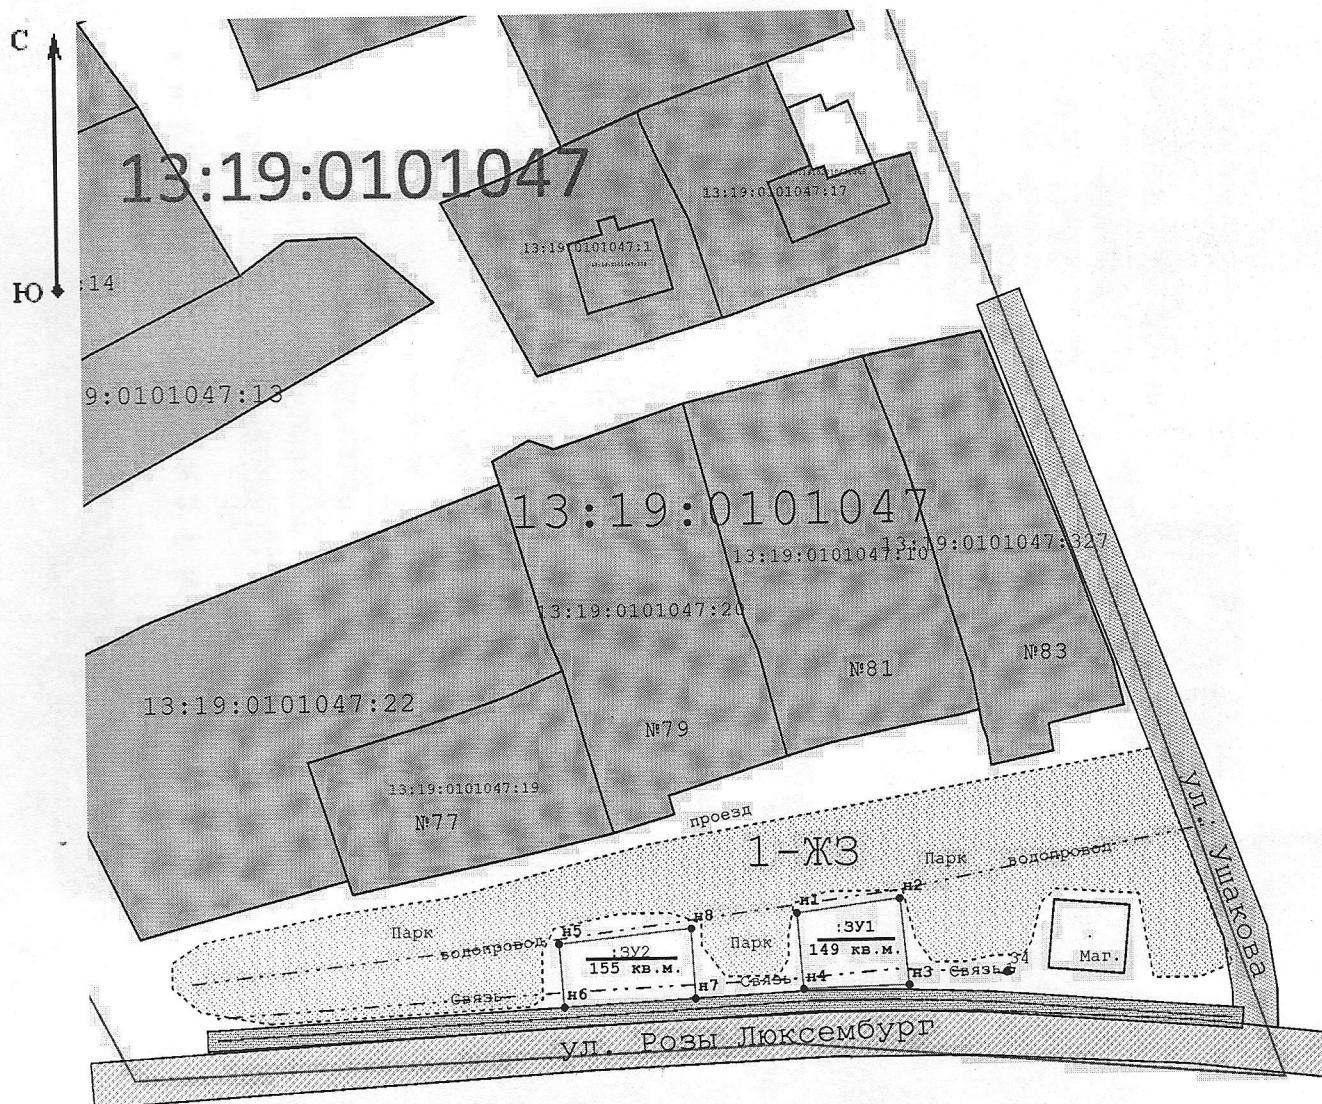 С
Ю
13:19:0101047
:14
9:0101047:13
13:19:0101047:1
13:19:0101047:17
13:19:0101047
13:19:0101047:10
13:19:0101047:327
13:19:0101047:20
13:19:0101047:22
13:19:0101047:19
№77
№79
№81
№83
проезд
1-ЖЗ
Парк
водопровод
ул. Ушакова
Парк
водопровод
Связь
н5
н8
:ЗУ2
155 кв.м.
н6
н7
Парк
Связь
н1
н2
:ЗУ1
149 кв.м.
н4
н3
Связь
34
Маг.
ул. Розы Люксембург